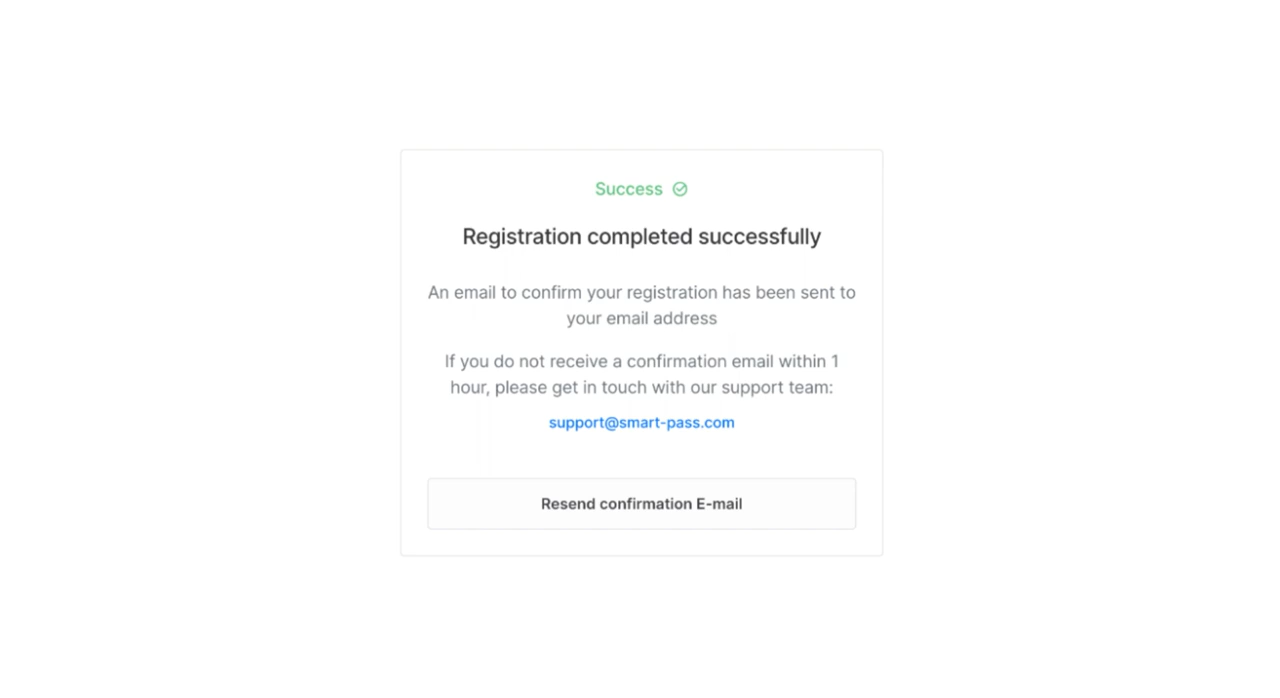 Success
Registration completed successfully
An email to confirm your registration has been sent to
your email address
If you do not receive a confirmation email within 1
hour, please get in touch with our support team:
support@smart-pass.com
Resend confirmation E-mail